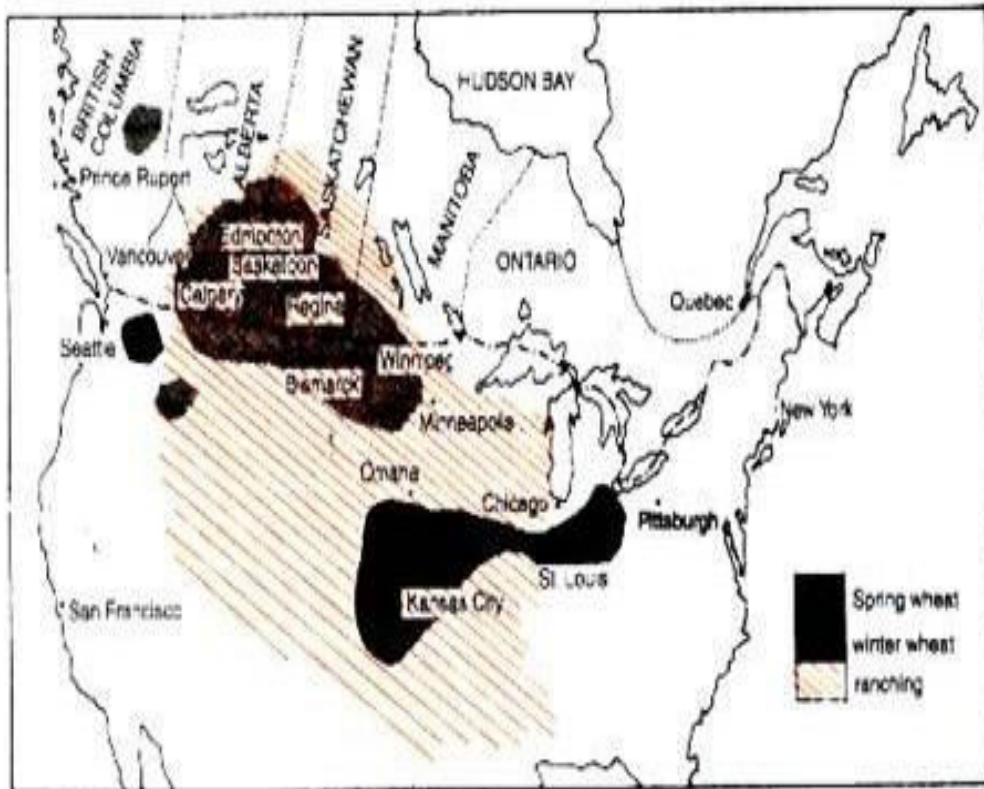 HUDSON BAY
BRITISH
COLUMBIA
ALBERTA
SASKATCHEWAN
MANITOBA
ONTARIO
Prince Ruport
Vancouver
Edmonton
Saskatoon
Calgary
Regina
Quebec
Seattle
Winnipeg
Bismarck
Minneapolis
New York
Omaha
Chicago
Pittsburgh
St. Louis
Kansas City
San Francisco
Spring wheat
winter wheat
ranching